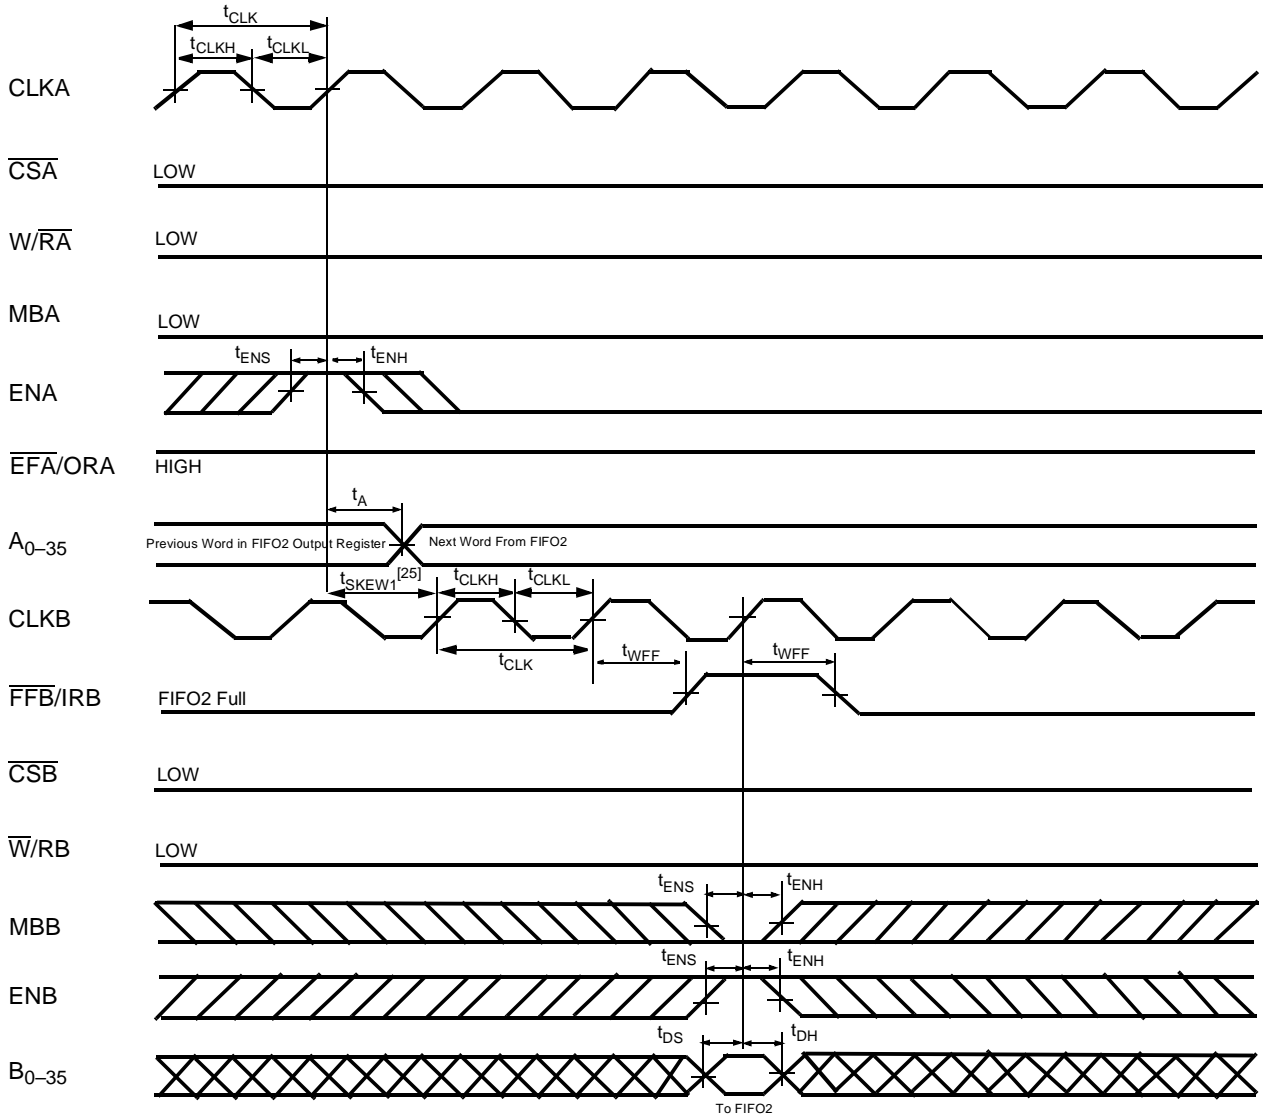 tCLK
tCLKH tCLKL
CLKA
CSA LOW
W/RA LOW
MBA LOW
tENS tENH
ENA
EFA/ORA HIGH
tA
A0–35 Previous Word in FIFO2 Output Register Next Word From FIFO2
tSKEW1[25] tCLKH tCLKL
CLKB
tCLK tWFF tWFF
FFB/IRB FIFO2 Full
CSB LOW
W/RB LOW
tENS tENH
MBB
tENS tENH
ENB
tDS tDH
B0–35
To FIFO2